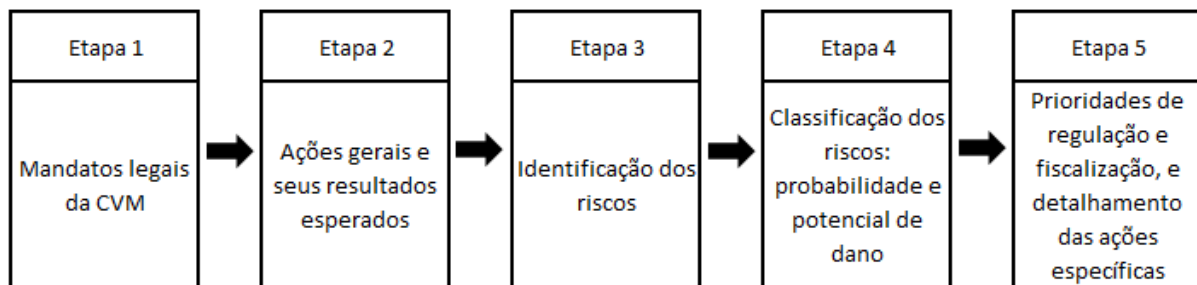 Etapa 1
Mandatos legais
da CVM
Etapa 2
Ações gerais e
seus resultados
esperados
Etapa 3
Identificação dos
riscos
Etapa 4
Classificação dos
riscos:
probabilidade e
potencial de
dano
Etapa 5
Prioridades de
regulação e
fiscalização, e
detalhamento
das ações
específicas